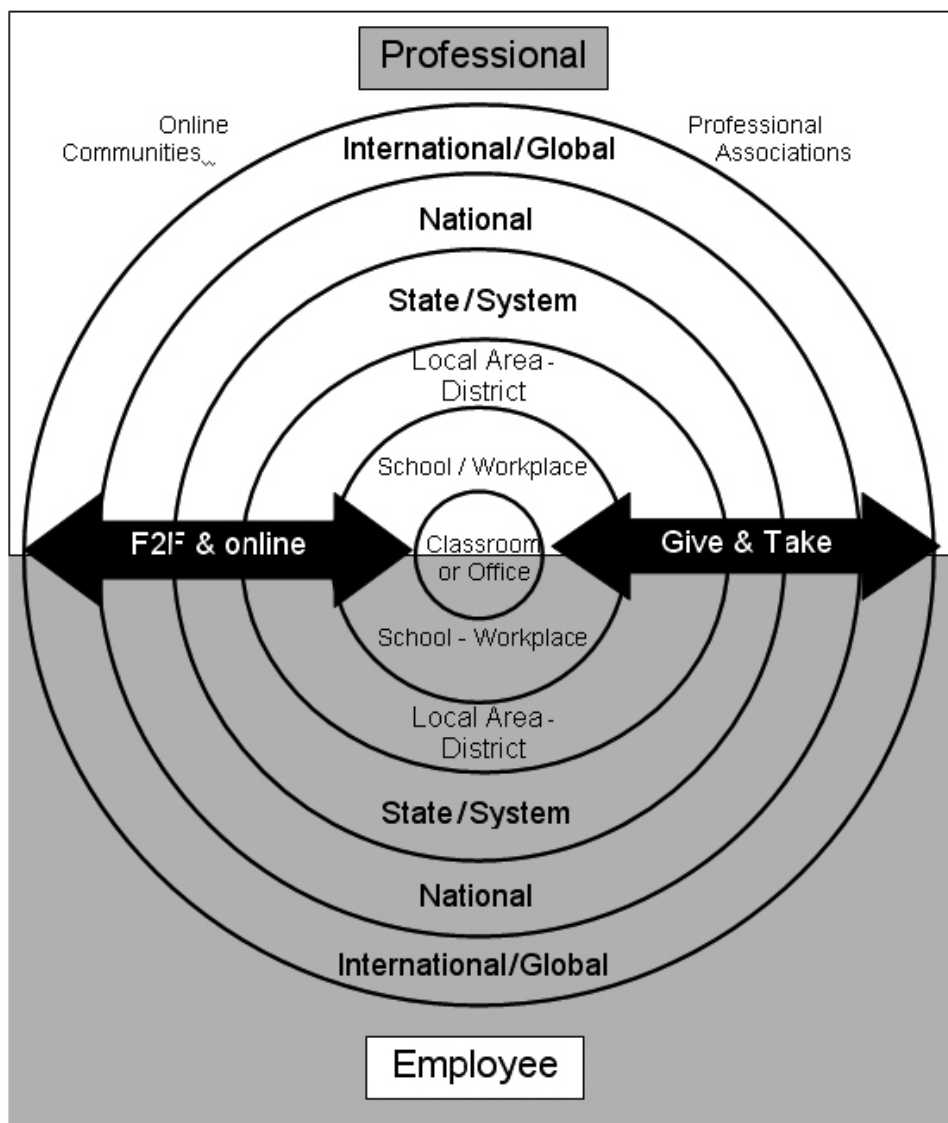 Professional
Online
Communities
Professional
Associations
International/Global
National
State/System
Local Area-
District
School / Workplace
F2F & online
Classroom
or Office
Give & Take
School - Workplace
Local Area-
District
State/System
National
International/Global
Employee